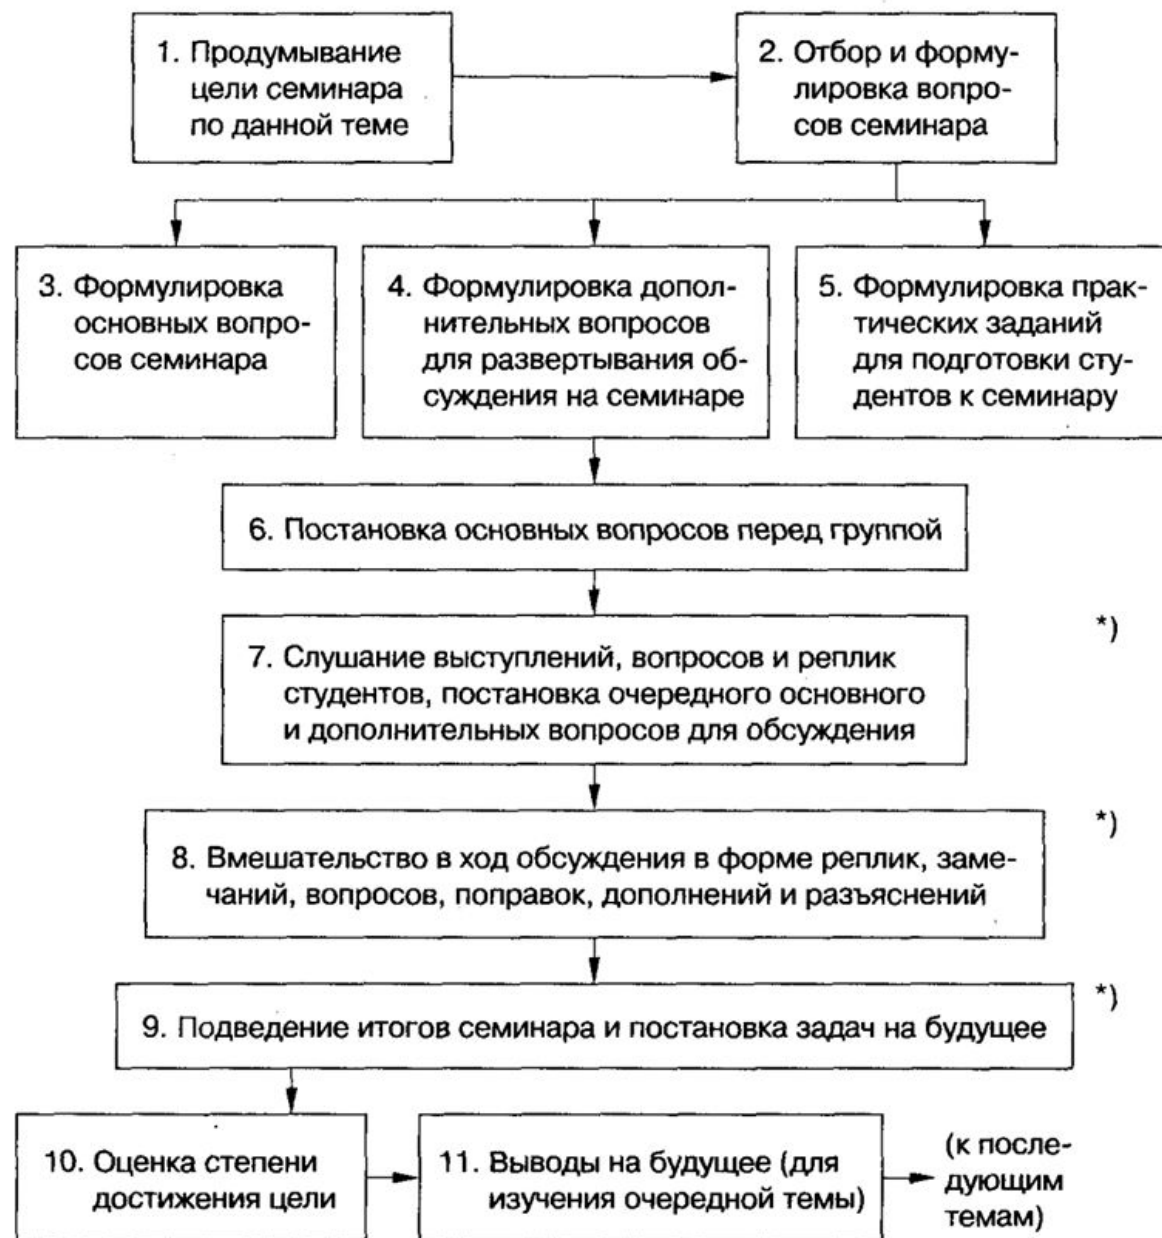 1. Продумывание
цели семинара
по данной теме
2. Отбор и форму-
лировка вопро-
сов семинара
3. Формулировка
основных вопро-
сов семинара
4. Формулировка допол-
нительных вопросов
для развертывания об-
суждения на семинаре
5. Формулировка прак-
тических заданий
для подготовки сту-
дентов к семинару
6. Постановка основных вопросов перед группой
*)
7. Слушание выступлений, вопросов и реплик
студентов, постановка очередного основного
и дополнительных вопросов для обсуждения
*)
8. Вмешательство в ход обсуждения в форме реплик, заме-
чаний, вопросов, поправок, дополнений и разъяснений
*)
9. Подведение итогов семинара и постановка задач на будущее
10. Оценка степени
достижения цели
11. Выводы на будущее (для
изучения очередной темы)
(к после-
дующим
темам)